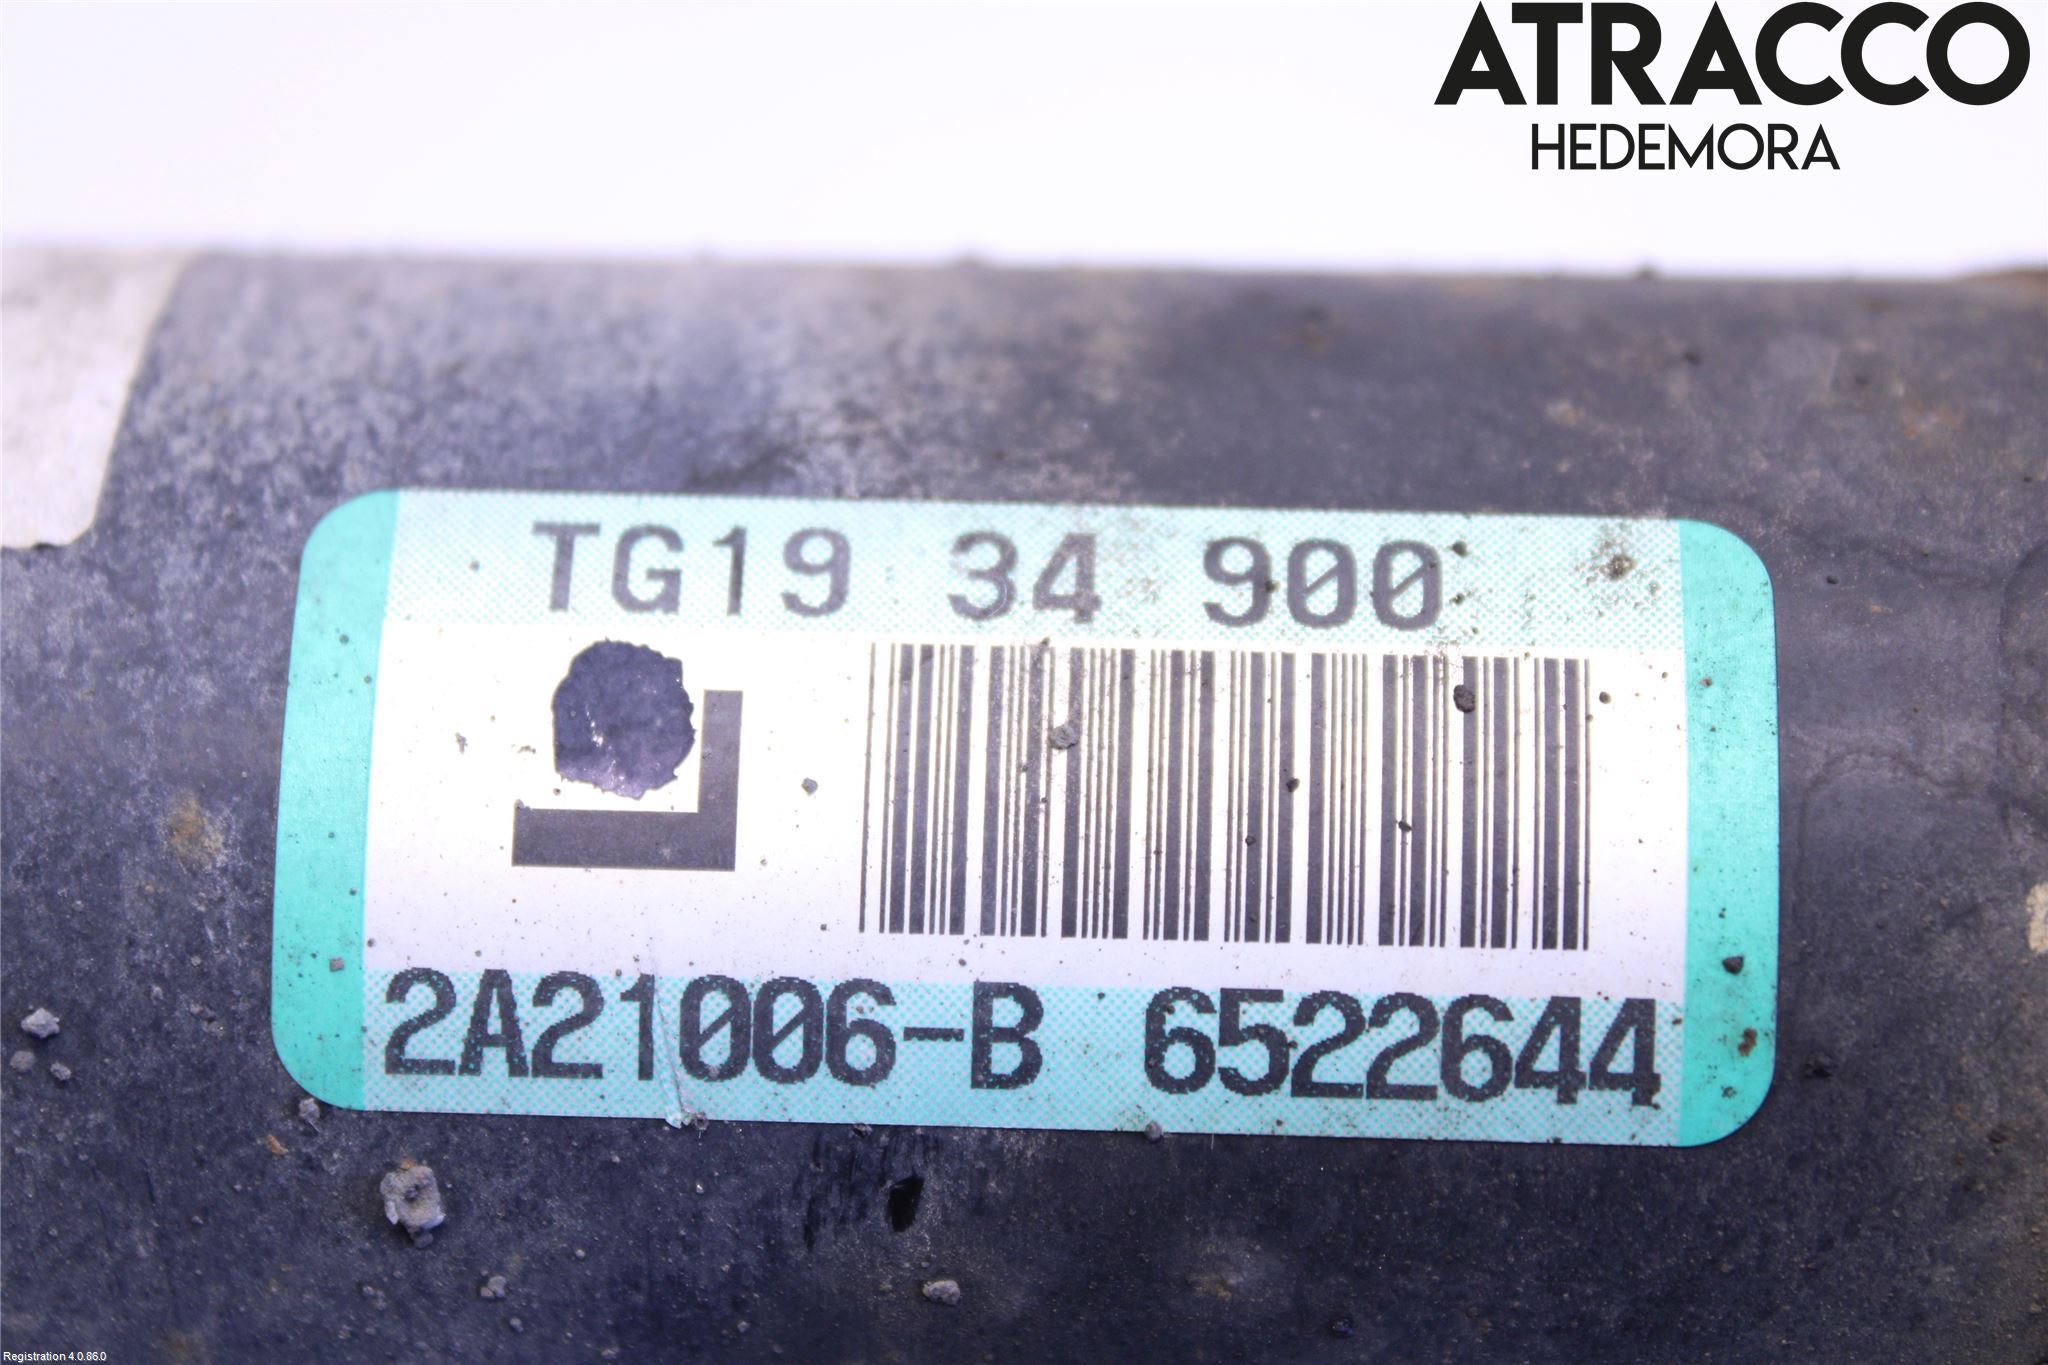 ATRACCO
HEDEMORA
TG19 34 900
L
2A21006-B 6522644
Registration 4.0.86.0